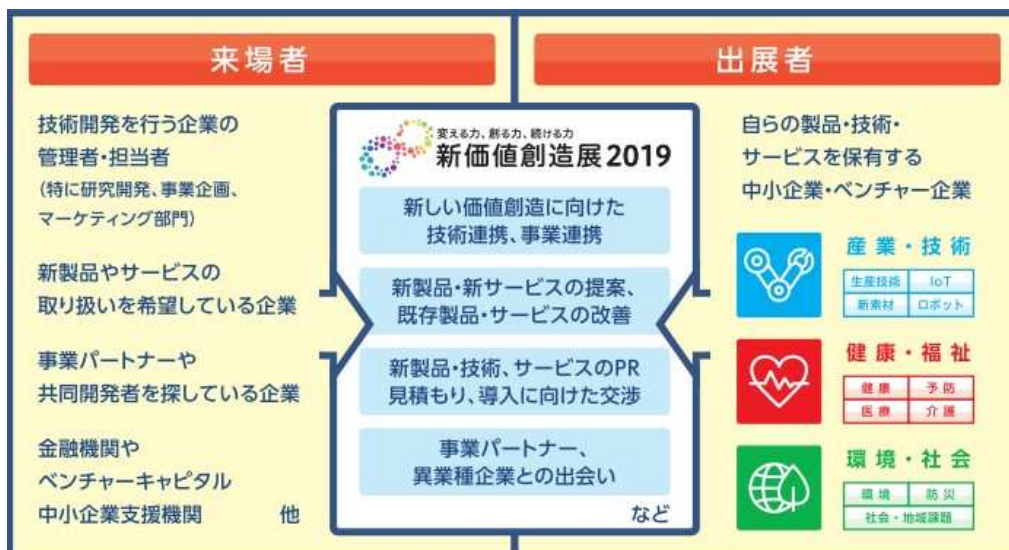 来場者
技術開発を行う企業の
管理者・担当者
(特に研究開発、事業企画、
マーケティング部門)
新製品やサービスの
取り扱いを希望している企業
事業パートナーや
共同開発者を探している企業
金融機関や
ベンチャーキャピタル
中小企業支援機関 他
変える力、創る力、続ける力
新価値創造展2019
新しい価値創造に向けた
技術連携、事業連携
新製品・新サービスの提案、
既存製品・サービスの改善
新製品・技術、サービスのPR
見積もり、導入に向けた交渉
事業パートナー、
異業種企業との出会い
など
出展者
自らの製品・技術・
サービスを保有する
中小企業・ベンチャー企業
産業・技術
生産技術 IoT
新素材 ロボット
健康・福祉
健康 予防
医療 介護
環境・社会
環境 防災
社会・地域課題